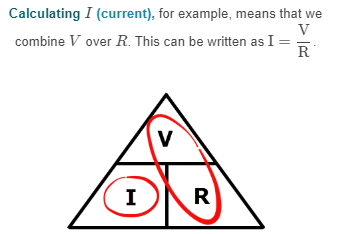 Calculating I (current), for example, means that we
combine V over R. This can be written as I = V/R.
V
I R